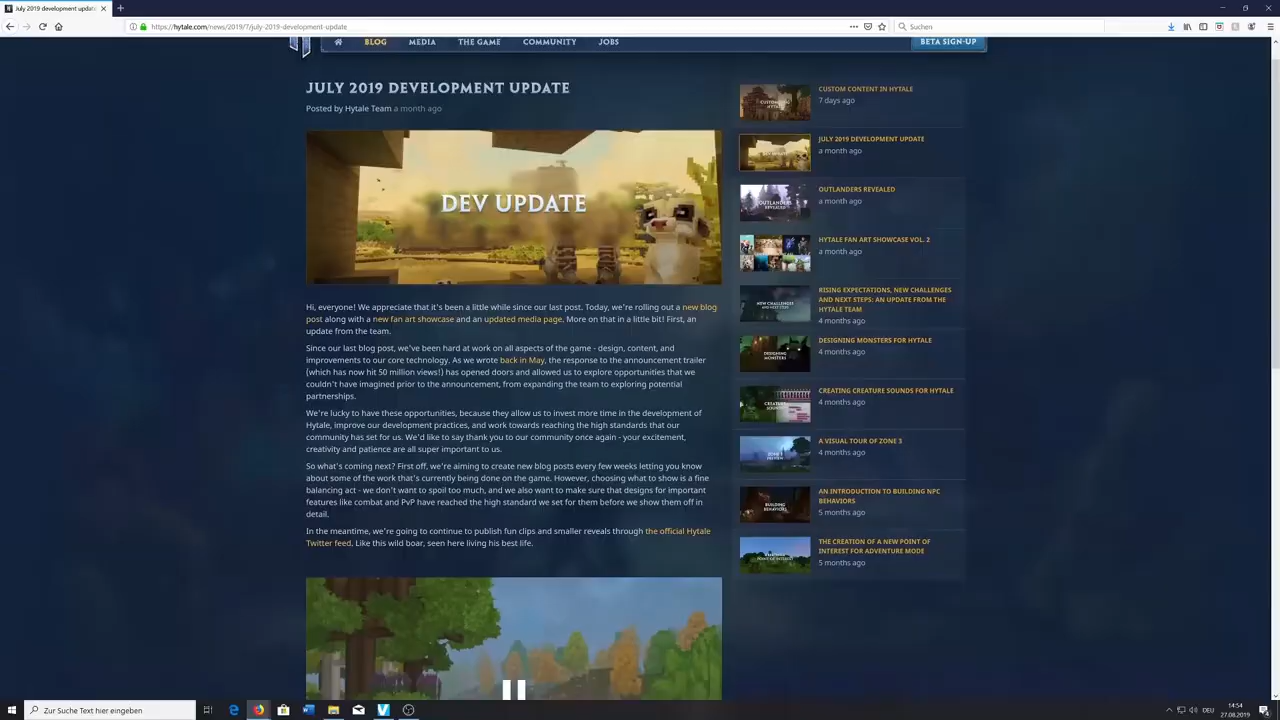 July 2019 development update
https://hytale.com/news/2019/7/july-2019-development-update
Suchen
BLOG
MEDIA
THE GAME
COMMUNITY
JOBS
BETA SIGN-UP
JULY 2019 DEVELOPMENT UPDATE
Posted by Hytale Team a month ago
DEV UPDATE
Hi, everyone! We appreciate that it's been a little while since our last post. Today, we're rolling out a new blog
post along with a new fan art showcase and an updated media page. More on that in a little bit! First, an
update from the team.
Since our last blog post, we've been hard at work on all aspects of the game - design, content, and
improvements to our core technology. As we wrote back in May, the response to the announcement trailer
(which has now hit 50 million views!) has opened doors and allowed us to explore opportunities that we
couldn't have imagined prior to the announcement, from expanding the team to exploring potential
partnerships.
We're lucky to have these opportunities, because they allow us to invest more time in the development of
Hytale, improve our development practices, and work towards reaching the high standards that our
community has set for us. We'd like to say thank you to our community once again - your excitement,
creativity and patience are all super important to us.
So what's coming next? First off, we're aiming to create new blog posts every few weeks letting you know
about some of the work that's currently being done on the game. However, choosing what to show is a fine
balancing act - we don't want to spoil too much, and we also want to make sure that designs for important
features like combat and PvP have reached the high standard we set for them before we show them off in
detail.
In the meantime, we're going to continue to publish fun clips and smaller reveals through the official Hytale
Twitter feed. Like this wild boar, seen here living his best life.
CUSTOM CONTENT IN HYTALE
7 days ago
JULY 2019 DEVELOPMENT UPDATE
a month ago
OUTLANDERS REVEALED
a month ago
OUTLANDERS
REVEALED
HYTALE FAN ART SHOWCASE VOL. 2
a month ago
RISING EXPECTATIONS, NEW CHALLENGES
AND NEXT STEPS: AN UPDATE FROM THE
HYTALE TEAM
4 months ago
NEW CHALLENGES
AND NEXT STEPS
DESIGNING MONSTERS FOR HYTALE
4 months ago
CREATING CREATURE SOUNDS FOR HYTALE
4 months ago
A VISUAL TOUR OF ZONE 3
4 months ago
AN INTRODUCTION TO BUILDING NPC
BEHAVIORS
5 months ago
BUILDING
BEHAVIORS
THE CREATION OF A NEW POINT OF
INTEREST FOR ADVENTURE MODE
5 months ago
Zur Suche Text hier eingeben
DEU
14:54
27.08.2019